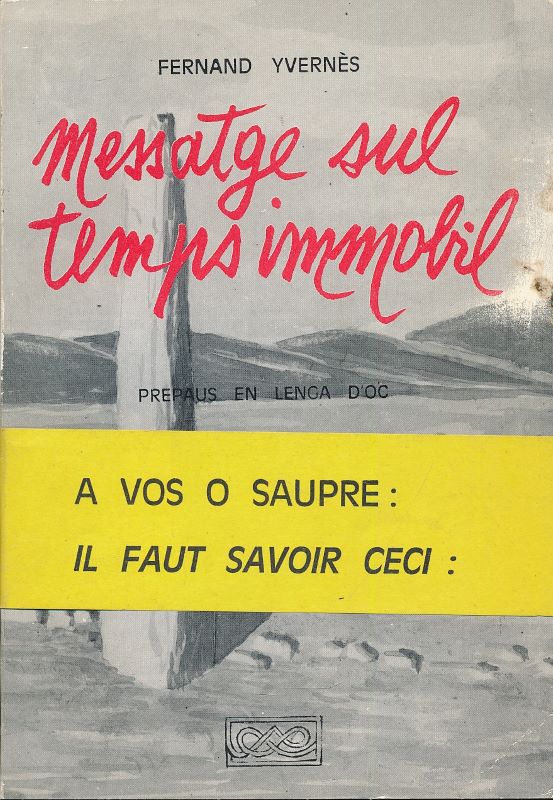 FERNAND YVERNÈS
Messatge sul
temps immobil
PREPAUS EN LENGA D'OC
A VOS O SAUPRE :
IL FAUT SAVOIR CECI :